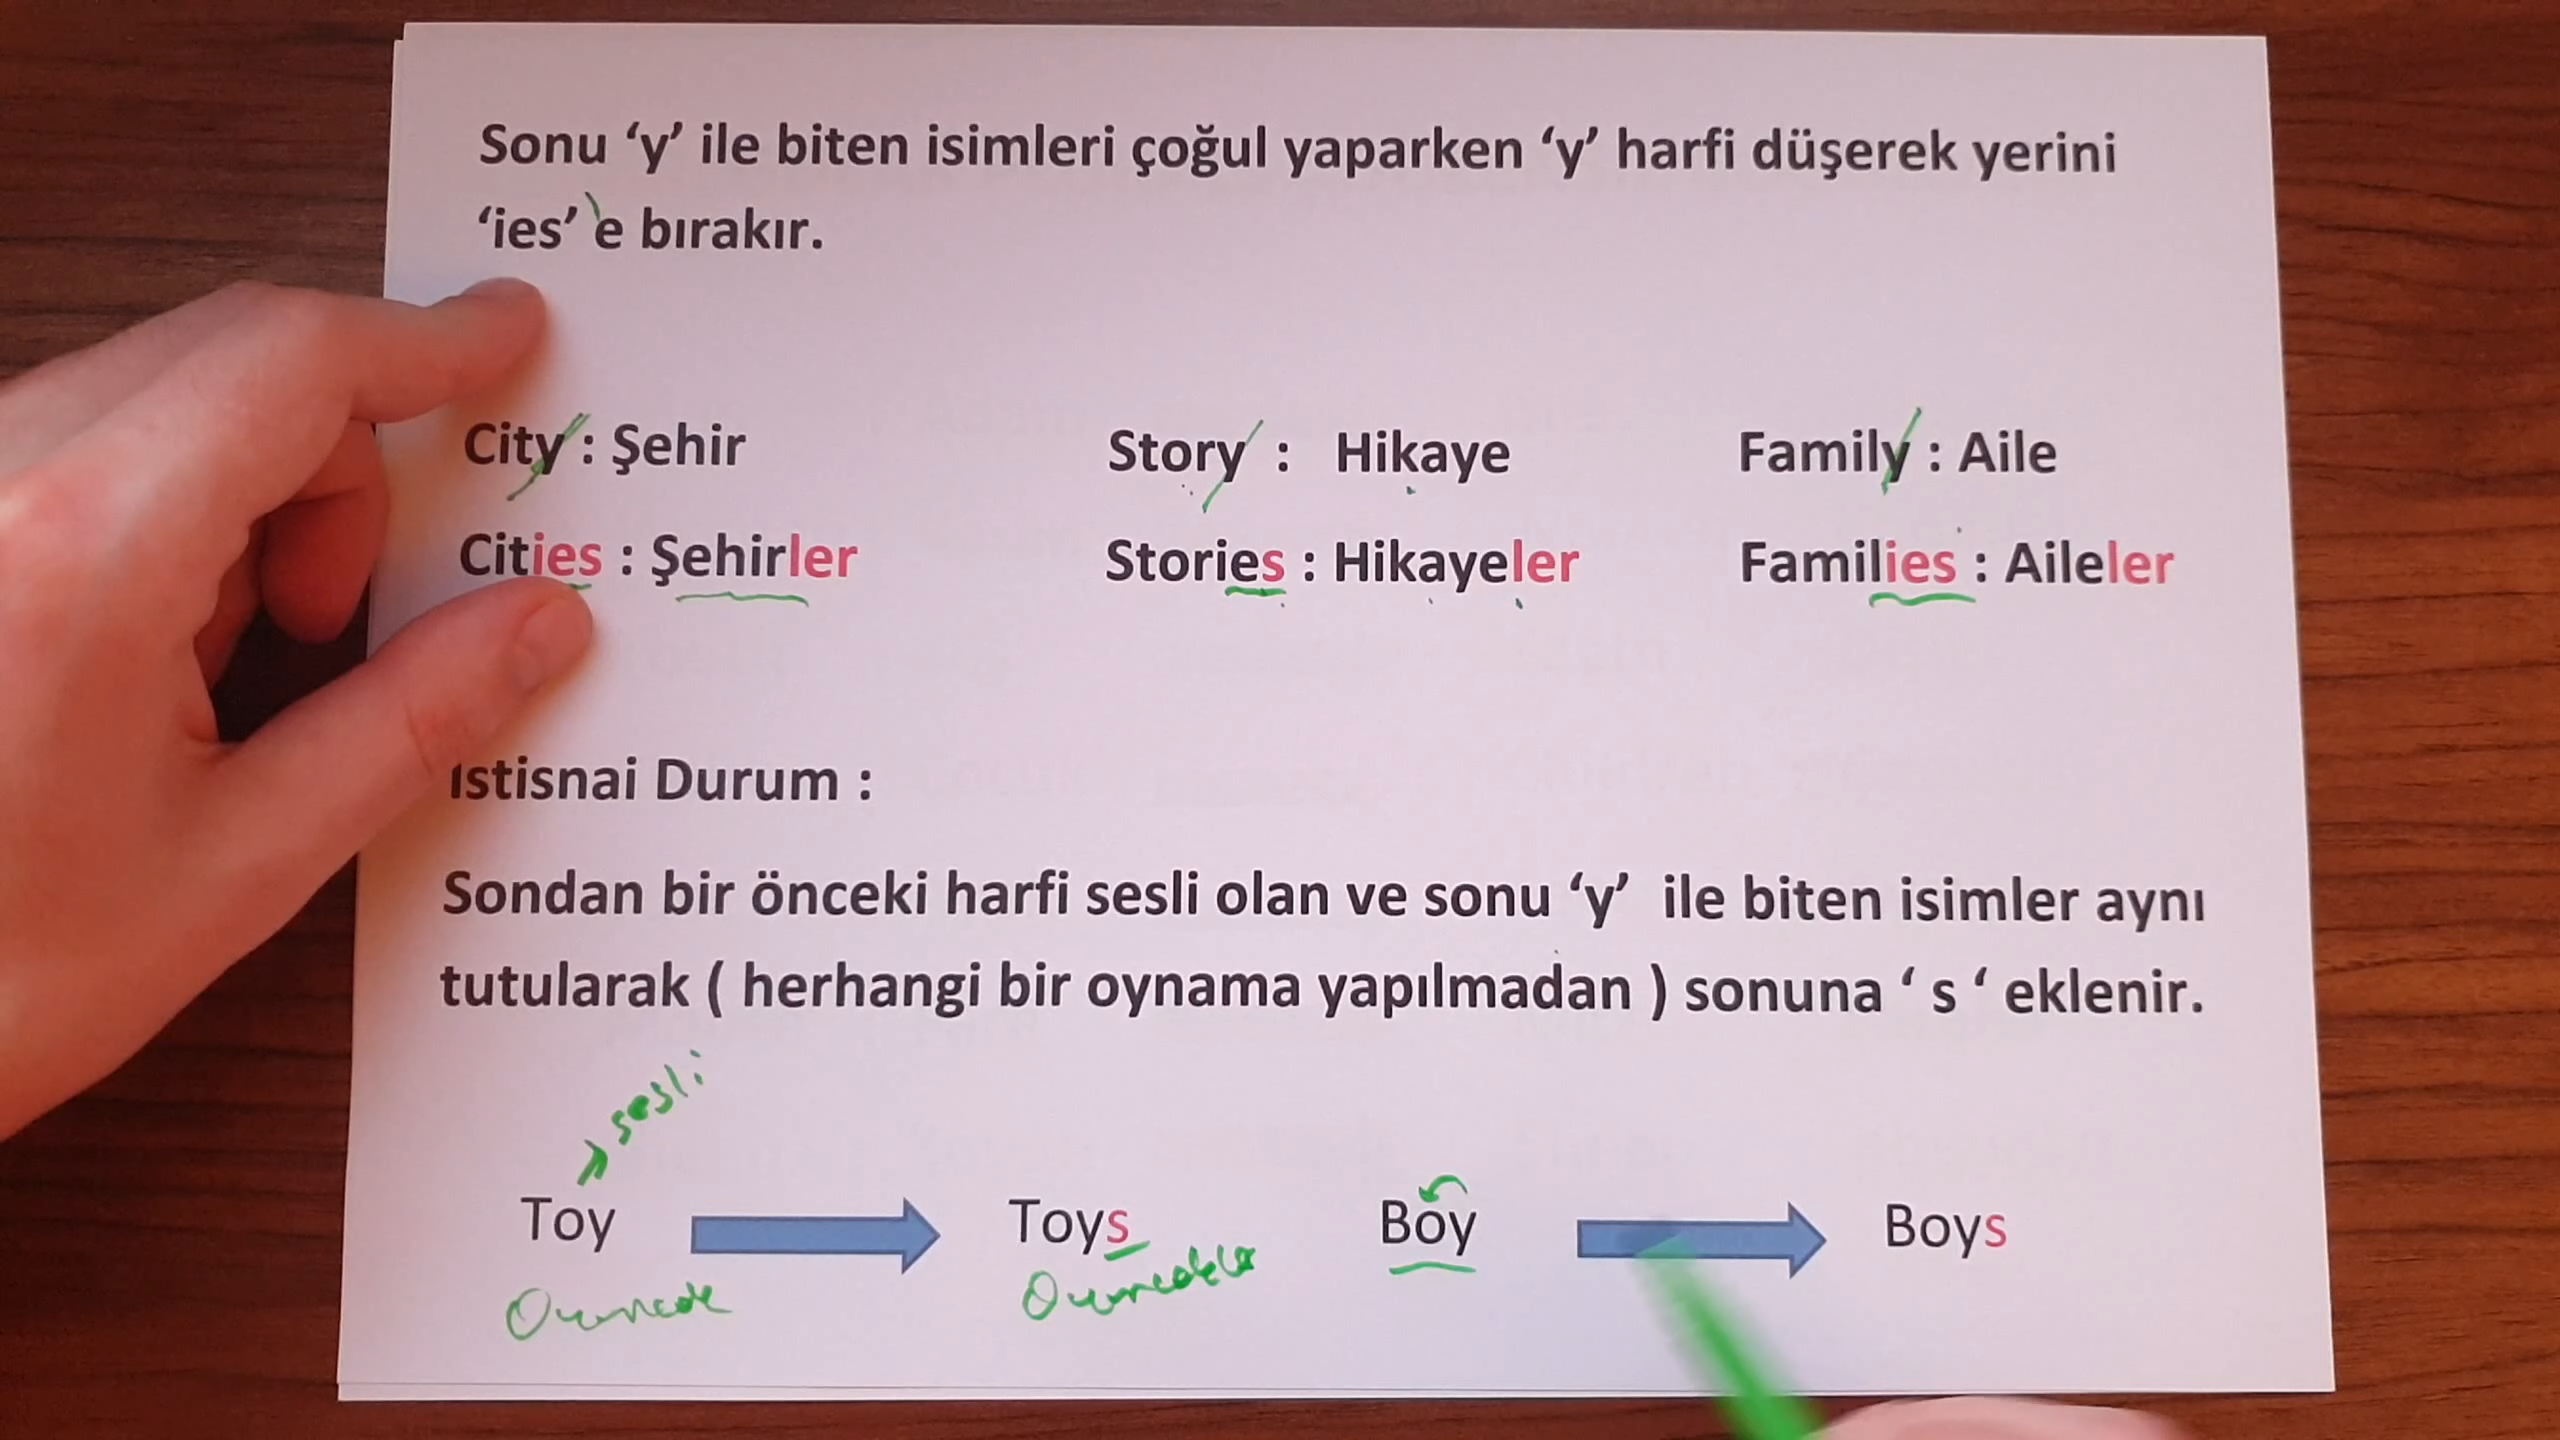 Sonu ‘y’ ile biten isimleri çoğul yaparken ‘y’ harfi düşerek yerini
‘ies’ e bırakır.
City : Şehir Story : Hikaye Family : Aile
Cities : Şehirler Stories : Hikayeler Families : Aileler
İstisnai Durum :
Sondan bir önceki harfi sesli olan ve sonu ‘y’ ile biten isimler aynı
tutularak ( herhangi bir oynama yapılmadan ) sonuna ‘ s ‘ eklenir.
sesli
Toy Toys Boy Boys